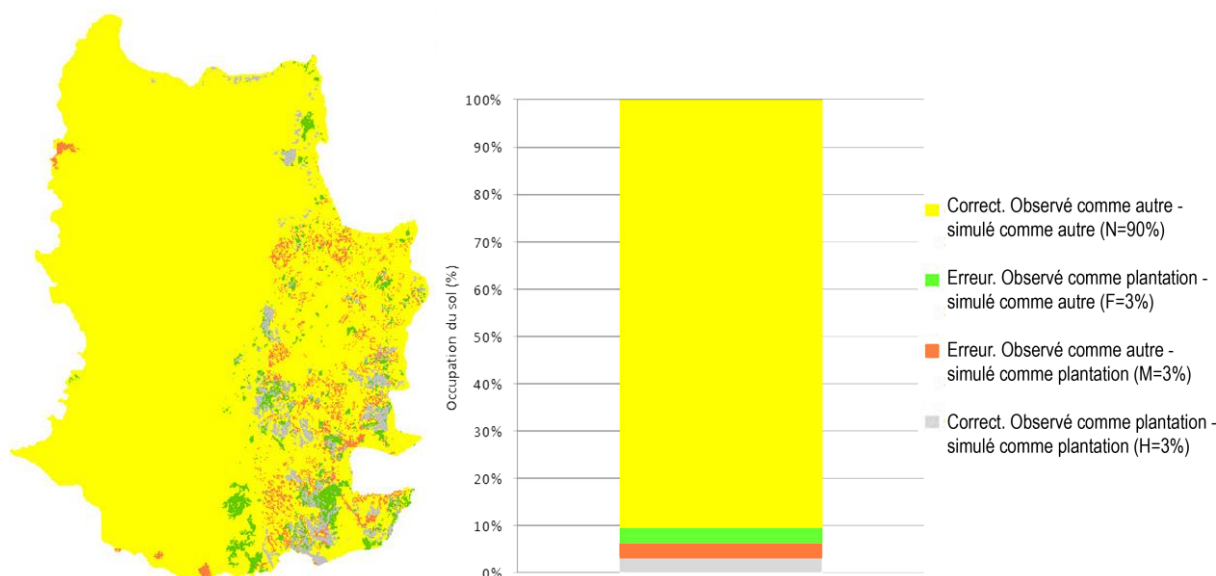 100%
90%
80%
70%
60%
50%
40%
30%
20%
10%
0%
Occupation du sol (%)
Correct. Observé comme autre -
simulé comme autre (N=90%)
Erreur. Observé comme plantation -
simulé comme autre (F=3%)
Erreur. Observé comme autre -
simulé comme plantation (M=3%)
Correct. Observé comme plantation -
simulé comme plantation (H=3%)